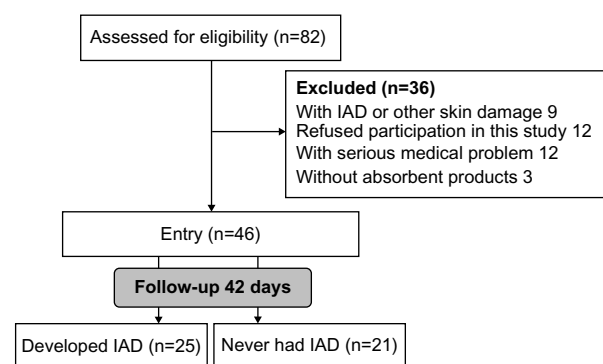 Assessed for eligibility (n=82)
Excluded (n=36)
With IAD or other skin damage 9
Refused participation in this study 12
With serious medical problem 12
Without absorbent products 3
Entry (n=46)
Follow-up 42 days
Developed IAD (n=25)
Never had IAD (n=21)